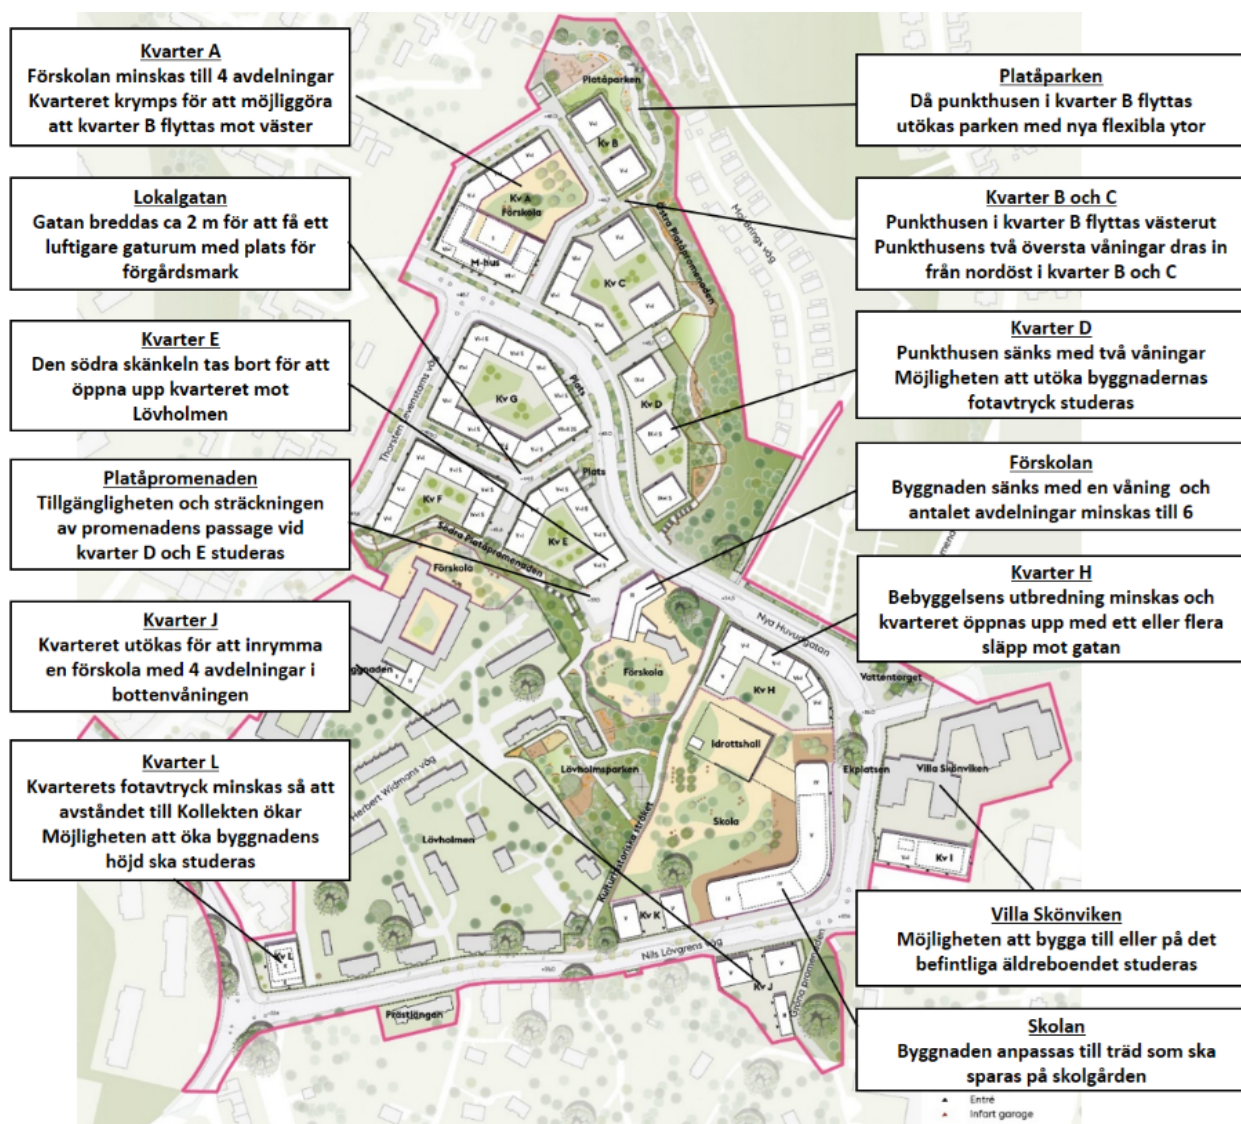 Kvarter A
Förskolan minskas till 4 avdelningar
Kvarteret krymps för att möjliggöra
att kvarter B flyttas mot väster
Lokalgatan
Gatan breddas ca 2 m för att få ett
luftigare gaturum med plats för
förgårdsmark
Kvarter E
Den södra skänkeln tas bort för att
öppna upp kvarteret mot
Lövholmen
Platåpromenaden
Tillgängligheten och sträckningen
av promenadens passage vid
kvarter D och E studeras
Kvarter J
Kvarteret utökas för att inrymma
en förskola med 4 avdelningar i
bottenvåningen
Kvarter L
Kvarterets fotavtryck minskas så att
avståndet till Kollekten ökar
Möjligheten att öka byggnadens
höjd ska studeras
Platåparken
Då punkthusen i kvarter B flyttas
utökas parken med nya flexibla ytor
Kvarter B och C
Punkthusen i kvarter B flyttas västerut
Punkthusens två översta våningar dras in
från nordöst i kvarter B och C
Kvarter D
Punkthusen sänks med två våningar
Möjligheten att utöka byggnadernas
fotavtryck studeras
Förskolan
Byggnaden sänks med en våning och
antalet avdelningar minskas till 6
Kvarter H
Bebyggelsens utbredning minskas och
kvarteret öppnas upp med ett eller flera
släpp mot gatan
Villa Skönviken
Möjligheten att bygga till eller på det
befintliga äldreboendet studeras
Skolan
Byggnaden anpassas till träd som ska
sparas på skolgården
Entré
Infart garage
Platåparken
Kv B
Kv A
Förskola
M-hus
Kv C
Östra Platåpromenaden
Majorings väg
Thorsten Levenstams väg
Kv G
Plats
Kv D
Kv F
Kv E
Plats
Södra Platåpromenaden
Förskola
Förskola
Nya Huvudgatan
Kv H
Vattentorget
Idrottshall
Ekplatsen
Villa Skönviken
Herbert Widmans väg
Lövholmsparken
Lövholmen
Kulturhistoriska stråket
Skola
Kv I
Kv K
Kv L
Nils Lövgrens väg
Kv J
Gröna promenaden
Prästlängan